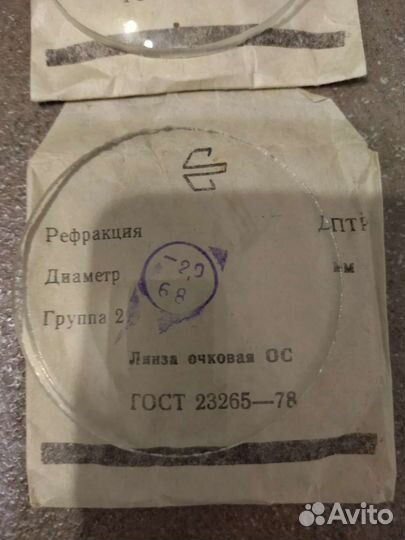 Рефракция ДПТР
-2,0
Диаметр мм
68
Группа 2
Линза очковая ОС
ГОСТ 23265—78
Avito